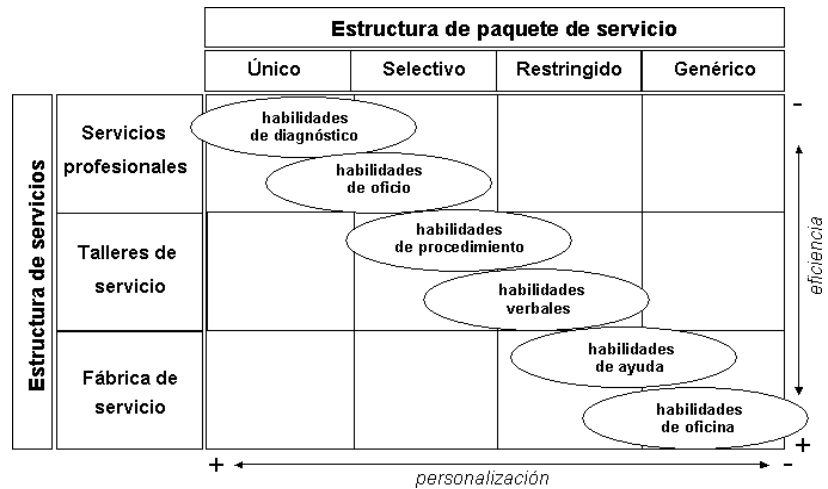 Estructura de paquete de servicio
Único
Selectivo
Restringido
Genérico
Estructura de servicios
Servicios
profesionales
habilidades
de diagnóstico
habilidades
de oficio
Talleres de
servicio
habilidades
de procedimiento
habilidades
verbales
Fábrica de
servicio
habilidades
de ayuda
habilidades
de oficina
-
eficiencia
+
+
personalización
-